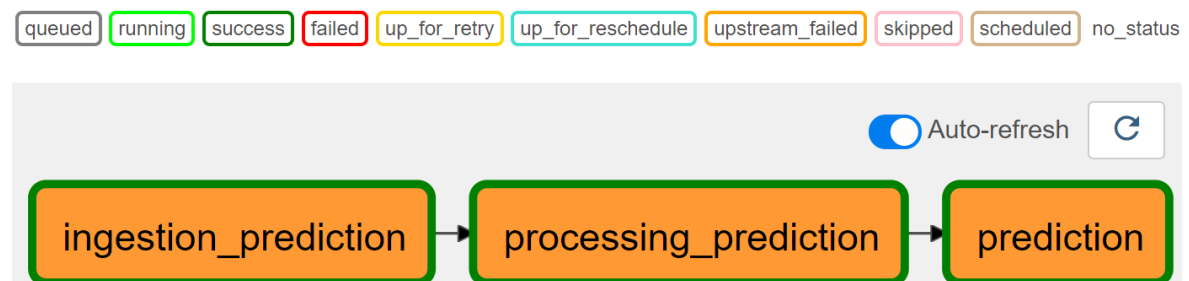 queued running success failed up_for_retry up_for_reschedule upstream_failed skipped scheduled no_status
Auto-refresh
ingestion_prediction processing_prediction prediction